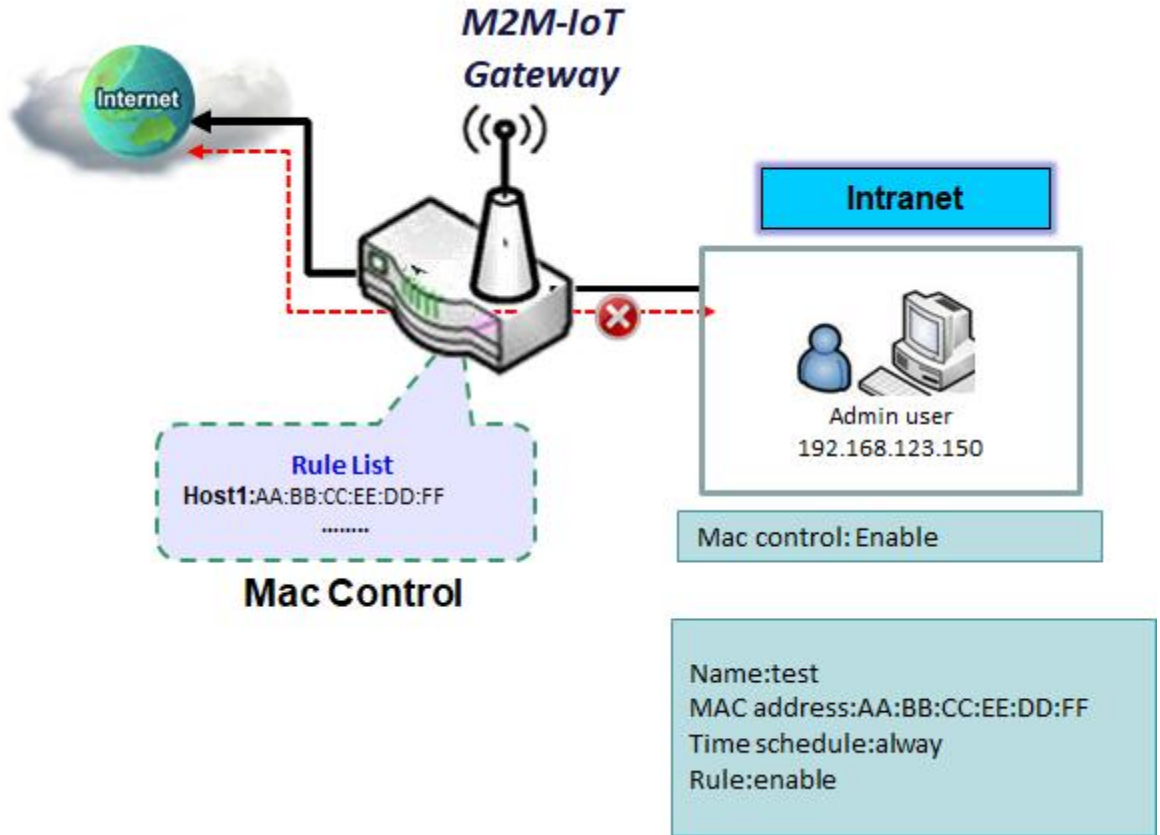 M2M-IoT
Gateway
Internet
Intranet
Admin user
192.168.123.150
Rule List
Host1:AA:BB:CC:EE:DD:FF
........
Mac Control
Mac control: Enable
Name:test
MAC address:AA:BB:CC:EE:DD:FF
Time schedule:alway
Rule:enable